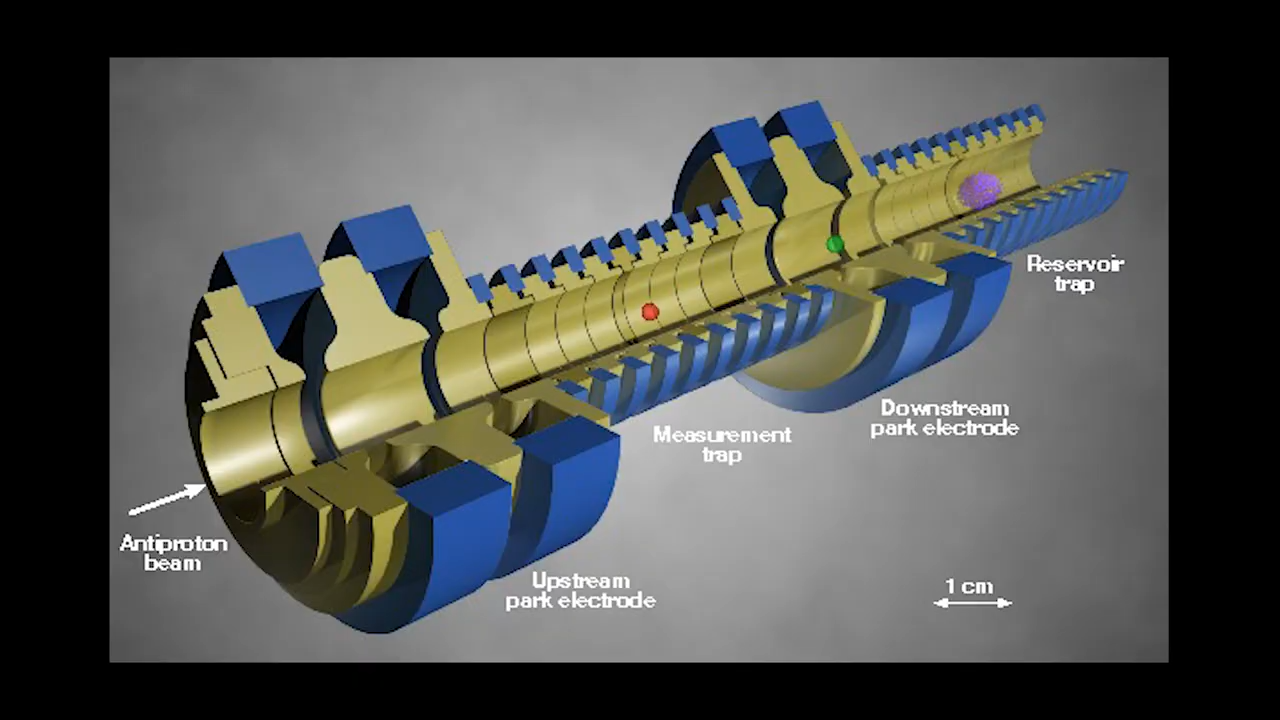 Reservoir
trap
Downstream
park electrode
Measurement
trap
Antiproton
beam
Upstream
park electrode
1 cm